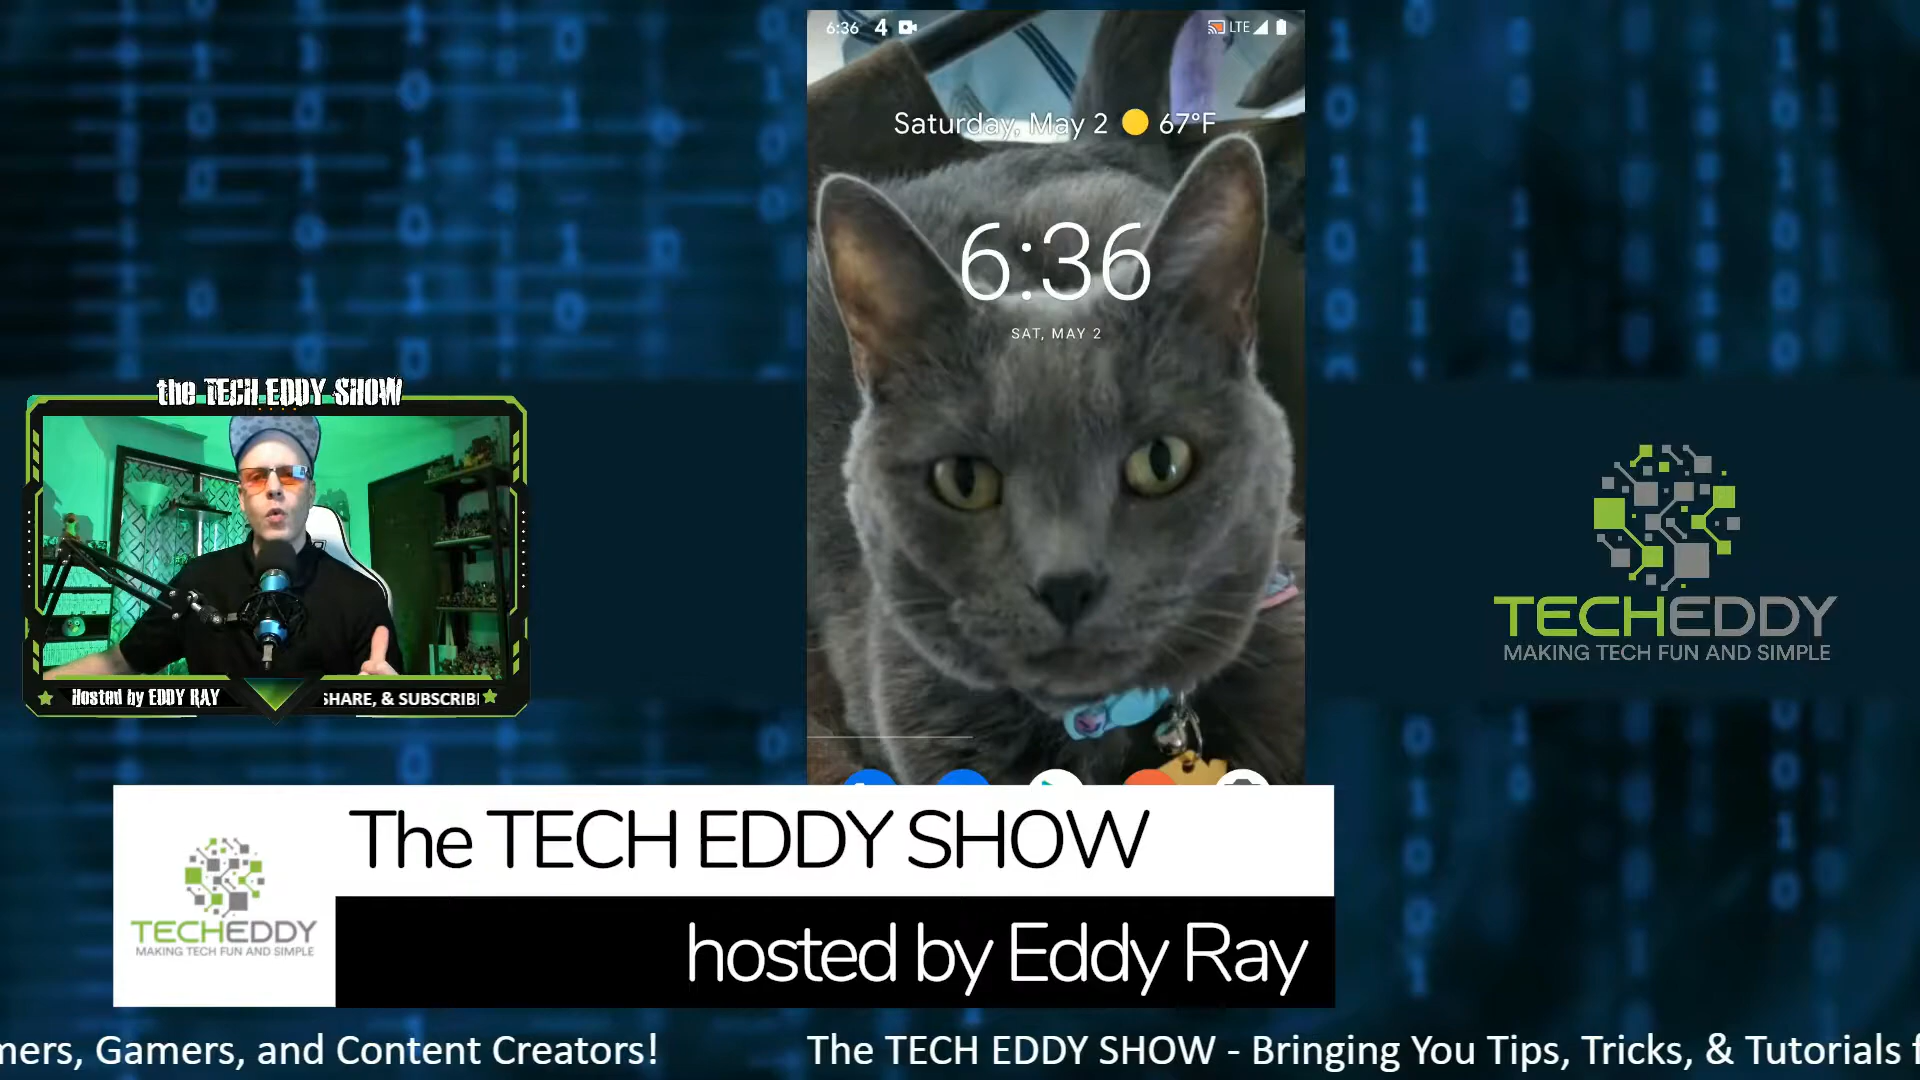 6:36 4 LTE
Saturday, May 2 67°F
6:36
SAT, MAY 2
the TECH EDDY SHOW
Hosted by EDDY RAY
SHARE, & SUBSCRIB
TECHEDDY
MAKING TECH FUN AND SIMPLE
The TECH EDDY SHOW
hosted by Eddy Ray
TECHEDDY
MAKING TECH FUN AND SIMPLE
mers, Gamers, and Content Creators! The TECH EDDY SHOW - Bringing You Tips, Tricks, & Tutorials f